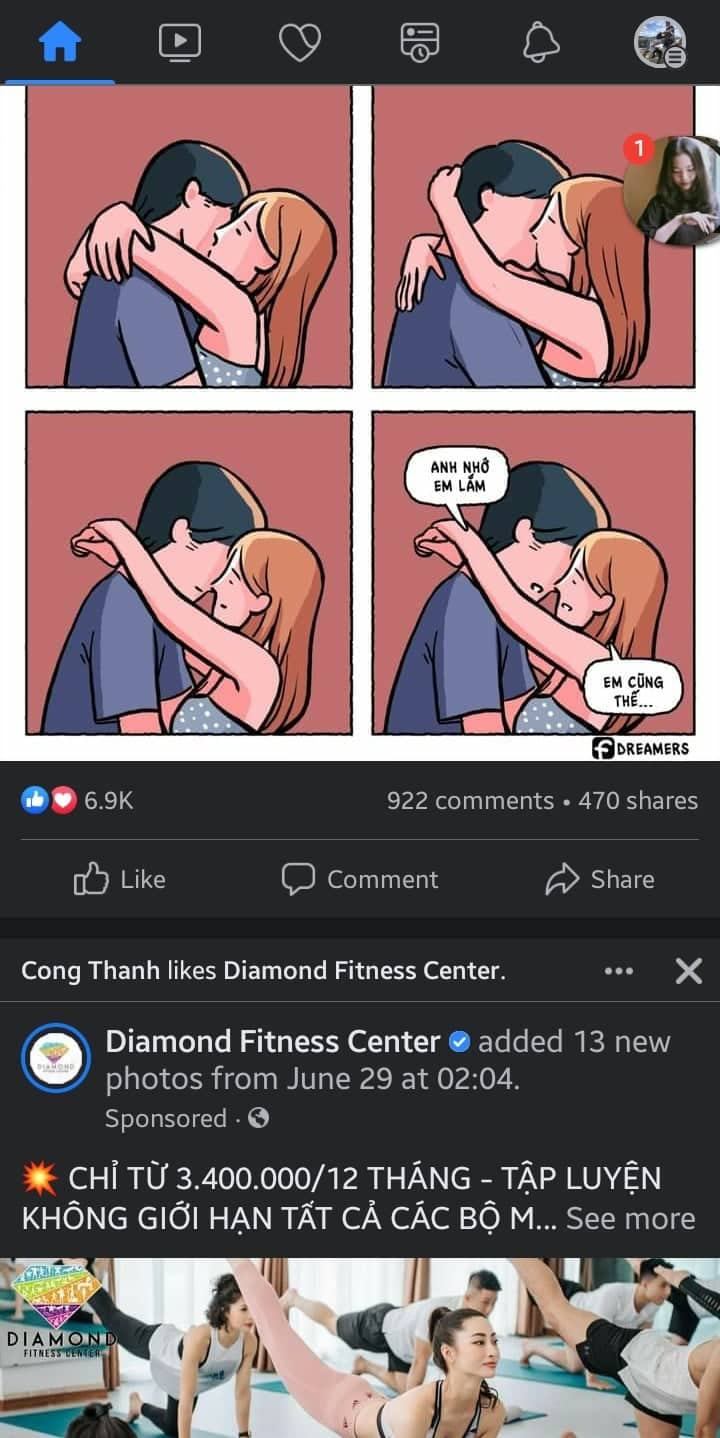 1
ANH NHỚ
EM LẮM
EM CŨNG
THẾ...
DREAMERS
6.9K
922 comments • 470 shares
Like
Comment
Share
Cong Thanh likes Diamond Fitness Center.
Diamond Fitness Center added 13 new
photos from June 29 at 02:04.
Sponsored ·
CHỈ TỪ 3.400.000/12 THÁNG - TẬP LUYỆN
KHÔNG GIỚI HẠN TẤT CẢ CÁC BỘ M... See more
DIAMOND
FITNESS CENTER